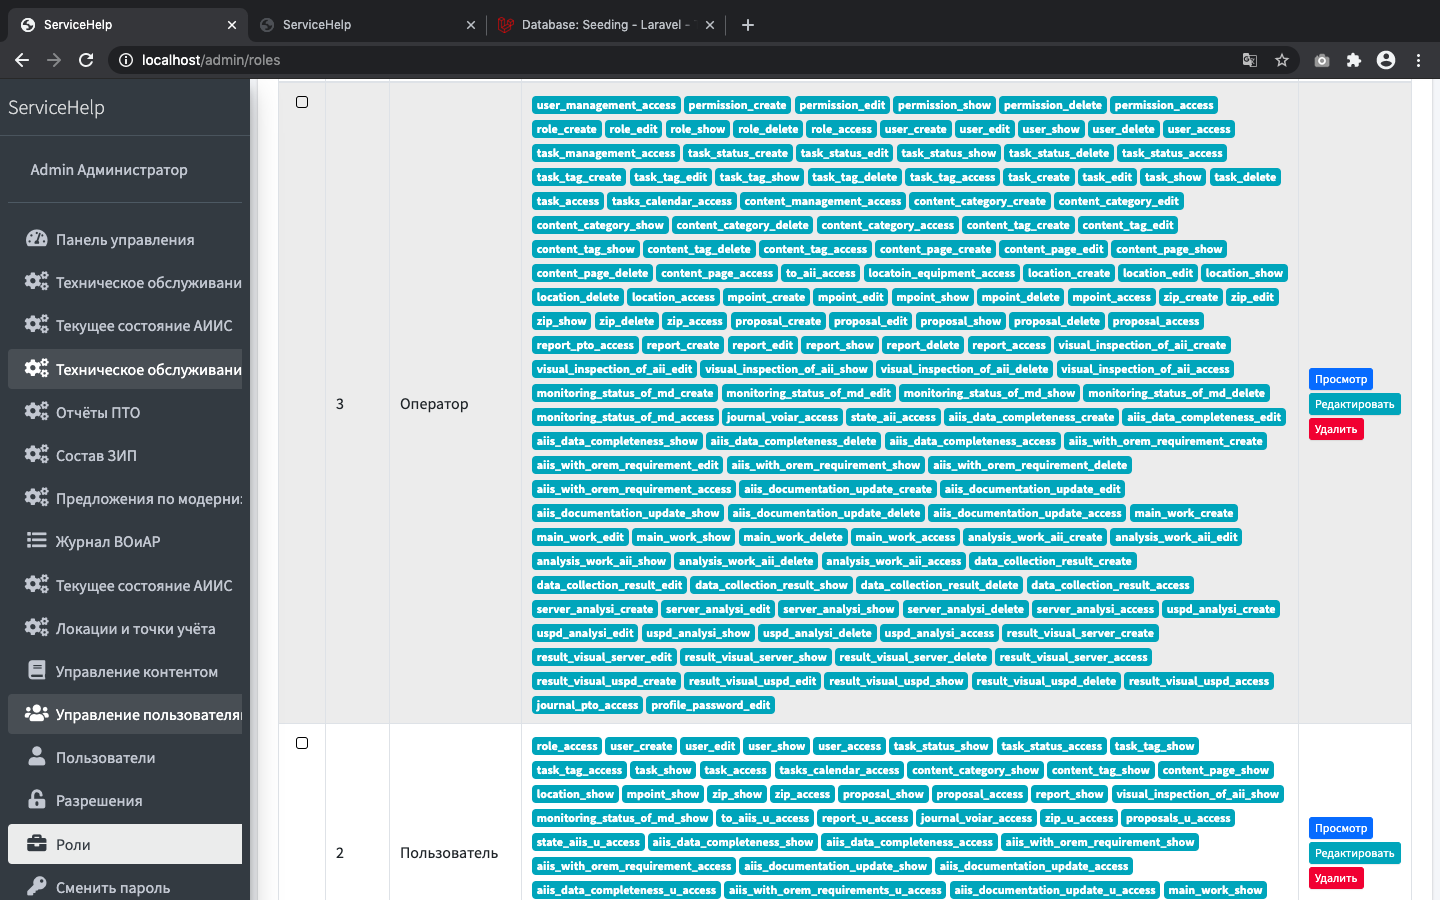 ServiceHelp
ServiceHelp
Database: Seeding - Laravel -
localhost/admin/roles
ServiceHelp
Admin Администратор
Панель управления
Техническое обслуживани
Текущее состояние АИИС
Техническое обслуживани
Отчёты ПТО
Состав ЗИП
Предложения по модерни
Журнал ВОиАР
Текущее состояние АИИС
Локации и точки учёта
Управление контентом
Управление пользователя
Пользователи
Разрешения
Роли
Сменить пароль
3
Оператор
user_management_access permission_create permission_edit permission_show permission_delete permission_access
role_create role_edit role_show role_delete role_access user_create user_edit user_show user_delete user_access
task_management_access task_status_create task_status_edit task_status_show task_status_delete task_status_access
task_tag_create task_tag_edit task_tag_show task_tag_delete task_tag_access task_create task_edit task_show task_delete
task_access tasks_calendar_access content_management_access content_category_create content_category_edit
content_category_show content_category_delete content_category_access content_tag_create content_tag_edit
content_tag_show content_tag_delete content_tag_access content_page_create content_page_edit content_page_show
content_page_delete content_page_access to_aii_access locatoin_equipment_access location_create location_edit location_show
location_delete location_access mpoint_create mpoint_edit mpoint_show mpoint_delete mpoint_access zip_create zip_edit
zip_show zip_delete zip_access proposal_create proposal_edit proposal_show proposal_delete proposal_access
report_pto_access report_create report_edit report_show report_delete report_access visual_inspection_of_aii_create
visual_inspection_of_aii_edit visual_inspection_of_aii_show visual_inspection_of_aii_delete visual_inspection_of_aii_access
monitoring_status_of_md_create monitoring_status_of_md_edit monitoring_status_of_md_show monitoring_status_of_md_delete
monitoring_status_of_md_access journal_voiar_access state_aii_access aiis_data_completeness_create aiis_data_completeness_edit
aiis_data_completeness_show aiis_data_completeness_delete aiis_data_completeness_access aiis_with_orem_requirement_create
aiis_with_orem_requirement_edit aiis_with_orem_requirement_show aiis_with_orem_requirement_delete
aiis_with_orem_requirement_access aiis_documentation_update_create aiis_documentation_update_edit
aiis_documentation_update_show aiis_documentation_update_delete aiis_documentation_update_access main_work_create
main_work_edit main_work_show main_work_delete main_work_access analysis_work_aii_create analysis_work_aii_edit
analysis_work_aii_show analysis_work_aii_delete analysis_work_aii_access data_collection_result_create
data_collection_result_edit data_collection_result_show data_collection_result_delete data_collection_result_access
server_analysi_create server_analysi_edit server_analysi_show server_analysi_delete server_analysi_access uspd_analysi_create
uspd_analysi_edit uspd_analysi_show uspd_analysi_delete uspd_analysi_access result_visual_server_create
result_visual_server_edit result_visual_server_show result_visual_server_delete result_visual_server_access
result_visual_uspd_create result_visual_uspd_edit result_visual_uspd_show result_visual_uspd_delete result_visual_uspd_access
journal_pto_access profile_password_edit
Просмотр
Редактировать
Удалить
2
Пользователь
role_access user_create user_edit user_show user_access task_status_show task_status_access task_tag_show
task_tag_access task_show task_access tasks_calendar_access content_category_show content_tag_show content_page_show
location_show mpoint_show zip_show zip_access proposal_show proposal_access report_show visual_inspection_of_aii_show
monitoring_status_of_md_show to_aiis_u_access report_u_access journal_voiar_access zip_u_access proposals_u_access
state_aiis_u_access aiis_data_completeness_show aiis_data_completeness_access aiis_with_orem_requirement_show
aiis_with_orem_requirement_access aiis_documentation_update_show aiis_documentation_update_access
aiis_data_completeness_u_access aiis_with_orem_requirements_u_access aiis_documentation_update_u_access main_work_show
Просмотр
Редактировать
Удалить